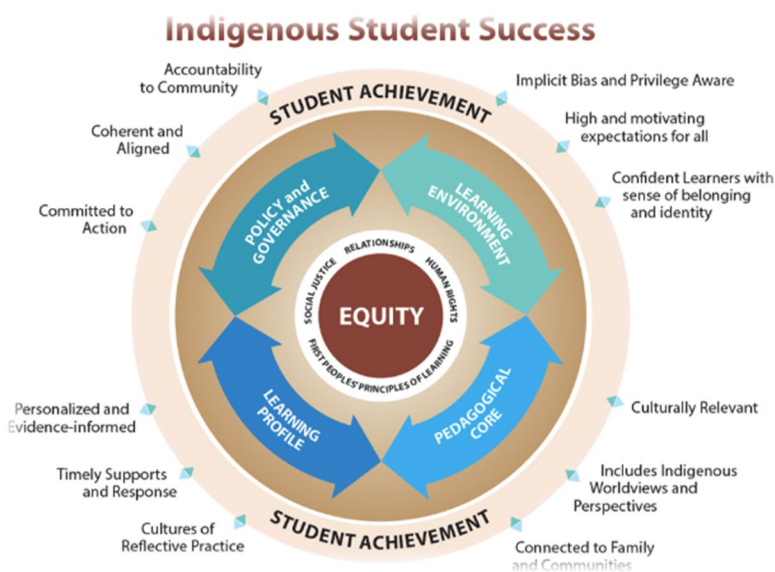 Indigenous Student Success
Accountability
to Community
Coherent and
Aligned
Committed to
Action
Implicit Bias and Privilege Aware
High and motivating
expectations for all
Confident Learners with
sense of belonging
and identity
STUDENT ACHIEVEMENT
POLICY and
GOVERNANCE
LEARNING
ENVIRONMENT
SOCIAL JUSTICE
RELATIONSHIPS
HUMAN RIGHTS
EQUITY
FIRST PEOPLES' PRINCIPLES OF LEARNING
LEARNING
PROFILE
PEDAGOGICAL
CORE
STUDENT ACHIEVEMENT
Personalized and
Evidence-informed
Timely Supports
and Response
Cultures of
Reflective Practice
Culturally Relevant
Includes Indigenous
Worldviews and
Perspectives
Connected to Family
and Communities